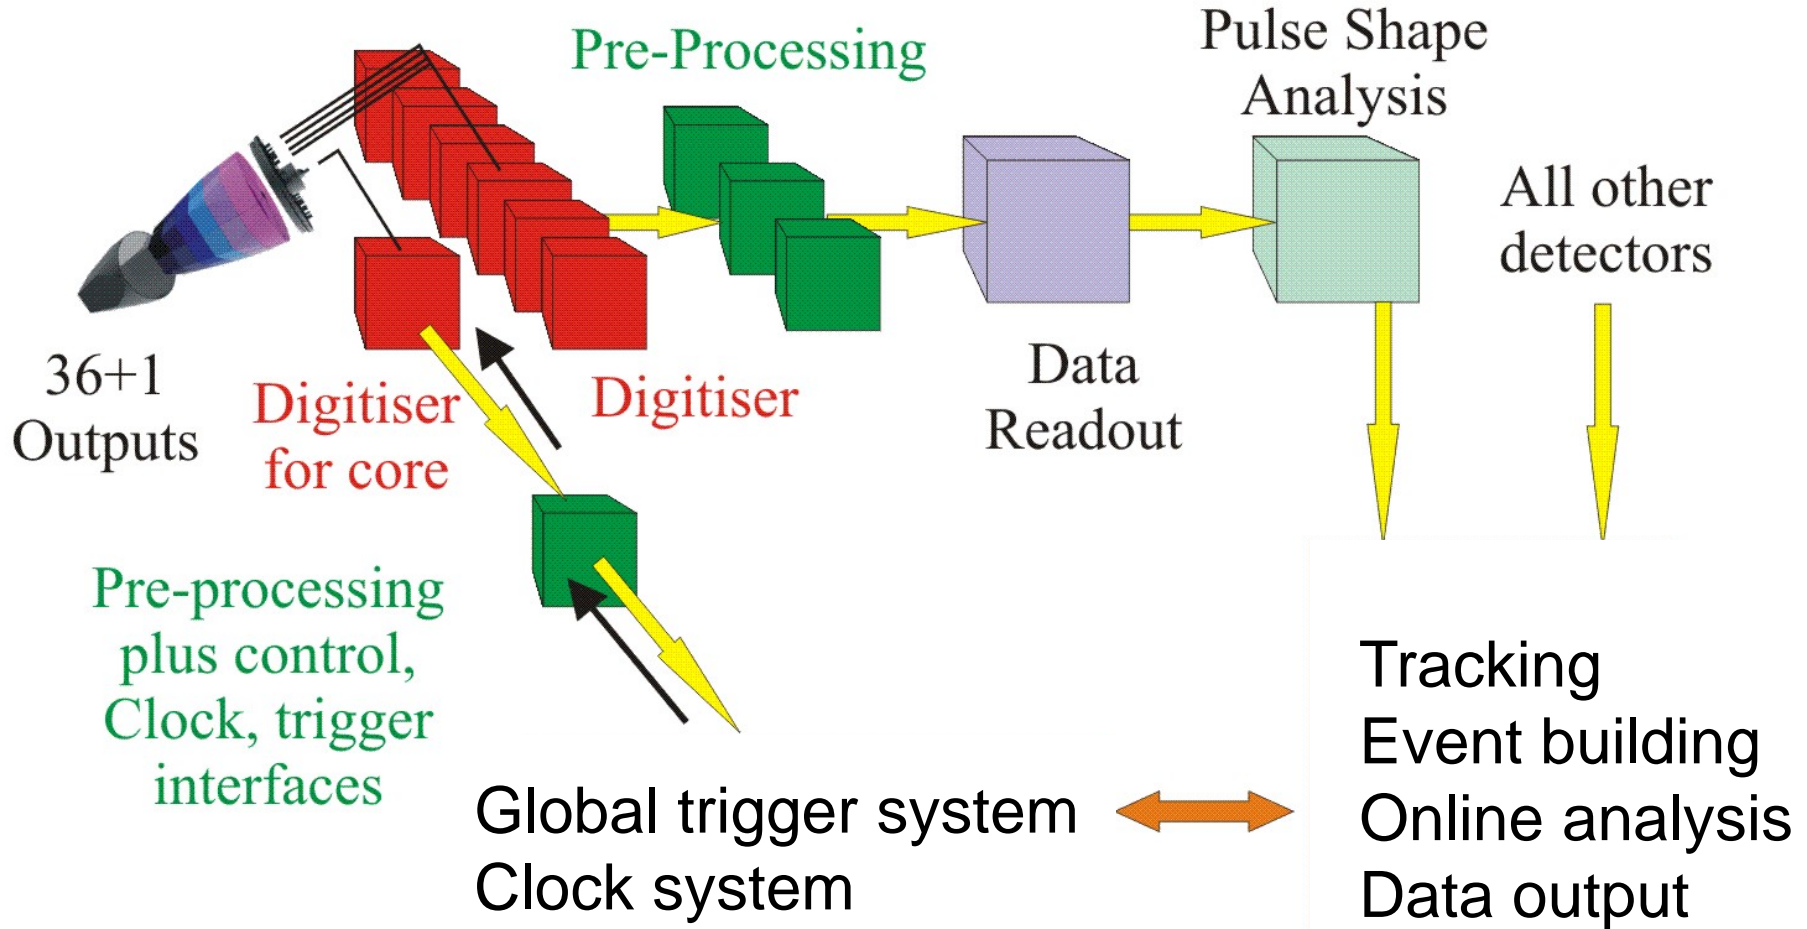 Pre-Processing
Pulse Shape
Analysis
All other
detectors
36+1
Outputs
Digitiser
for core
Digitiser
Data
Readout
Pre-processing
plus control,
Clock, trigger
interfaces
Global trigger system
Clock system
Tracking
Event building
Online analysis
Data output